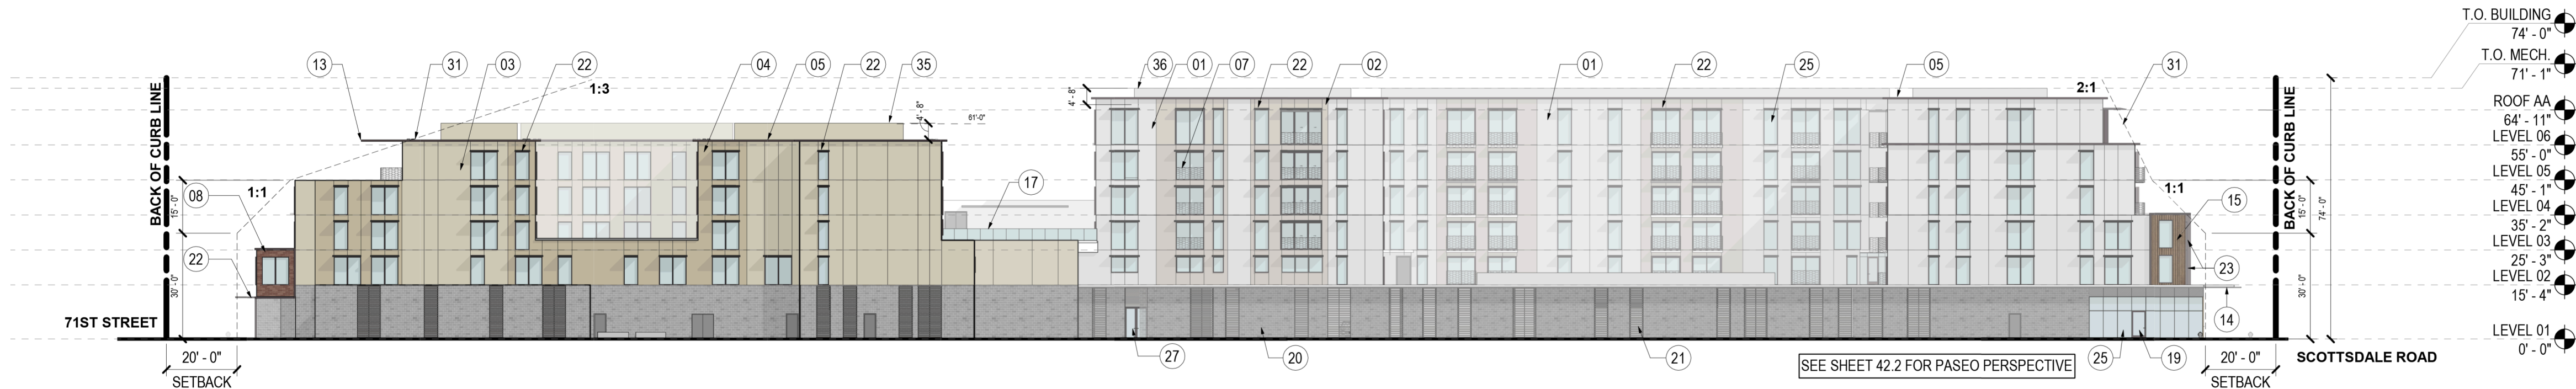 T.O. BUILDING
74' - 0"
T.O. MECH.
71' - 1"
ROOF AA
64' - 11"
LEVEL 06
55' - 0"
LEVEL 05
45' - 1"
LEVEL 04
35' - 2"
LEVEL 03
25' - 3"
LEVEL 02
15' - 4"
LEVEL 01
0' - 0"
13
31
03
22
04
05
22
35
36
01
07
22
02
01
22
25
05
31
1:3
2:1
4' - 8"
61'-0"
4' - 8"
BACK OF CURB LINE
BACK OF CURB LINE
08
1:1
15' - 0"
17
1:1
15' - 0"
15
74' - 0"
22
23
30' - 0"
30' - 0"
14
71ST STREET
27
20
21
25
19
20' - 0"
SETBACK
SEE SHEET 42.2 FOR PASEO PERSPECTIVE
20' - 0"
SETBACK
SCOTTSDALE ROAD